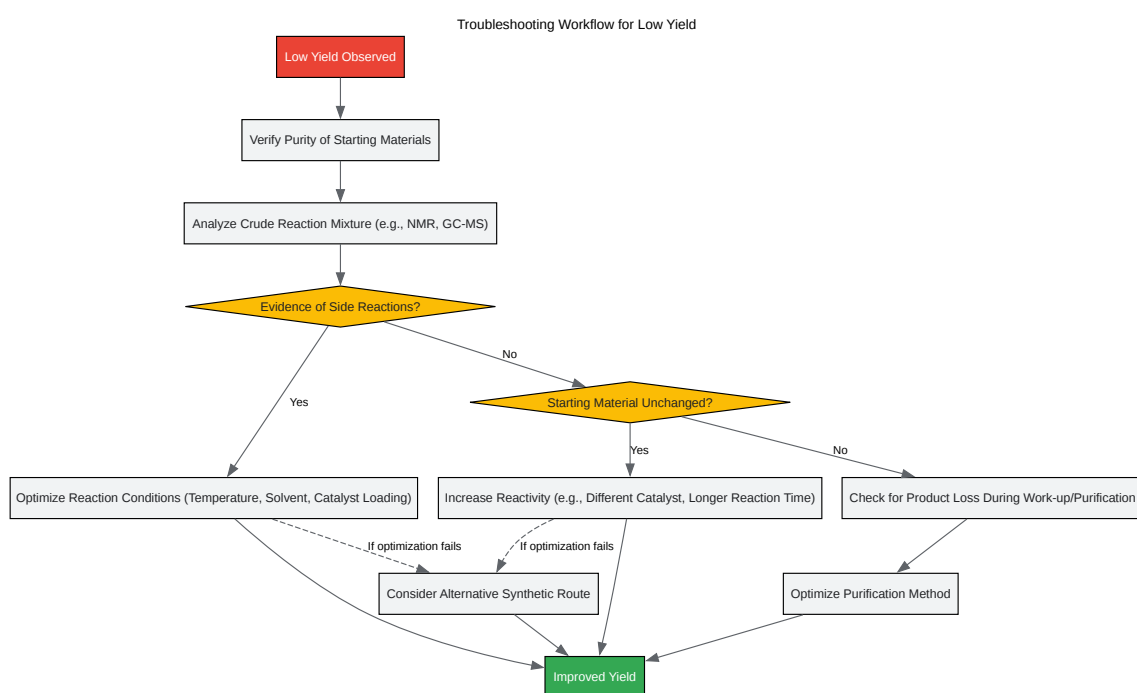 Troubleshooting Workflow for Low Yield
Low Yield Observed
Verify Purity of Starting Materials
Analyze Crude Reaction Mixture (e.g., NMR, GC-MS)
Evidence of Side Reactions?
No
Starting Material Unchanged?
Yes
Yes
No
Optimize Reaction Conditions (Temperature, Solvent, Catalyst Loading)
Increase Reactivity (e.g., Different Catalyst, Longer Reaction Time)
Check for Product Loss During Work-up/Purification
If optimization fails
If optimization fails
Consider Alternative Synthetic Route
Optimize Purification Method
Improved Yield